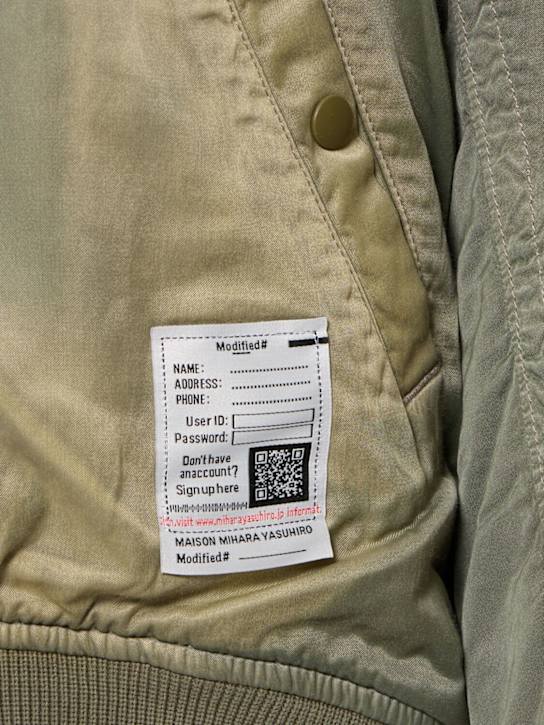 Modified#
NAME: ....................
ADDRESS: ....................
PHONE: ....................
User ID:
Password:
Don't have
anaccount?
Signuphere
visit www.miharayasuhiro.jp informat
MAISON MIHARA YASUHIRO
Modified#